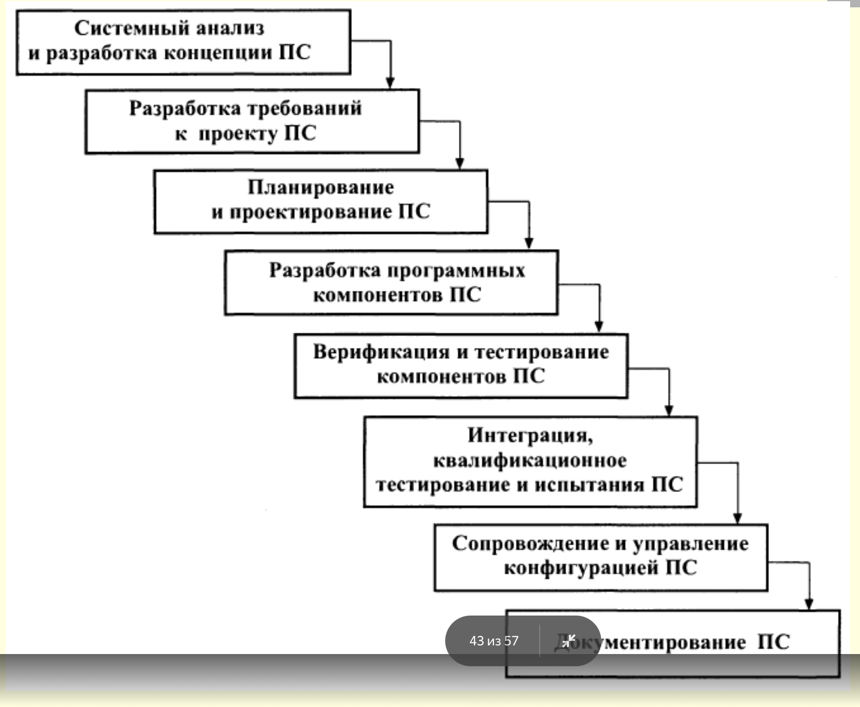 Системный анализ
и разработка концепции ПС
Разработка требований
к проекту ПС
Планирование
и проектирование ПС
Разработка программных
компонентов ПС
Верификация и тестирование
компонентов ПС
Интеграция,
квалификационное
тестирование и испытания ПС
Сопровождение и управление
конфигурацией ПС
Документирование ПС
43 из 57